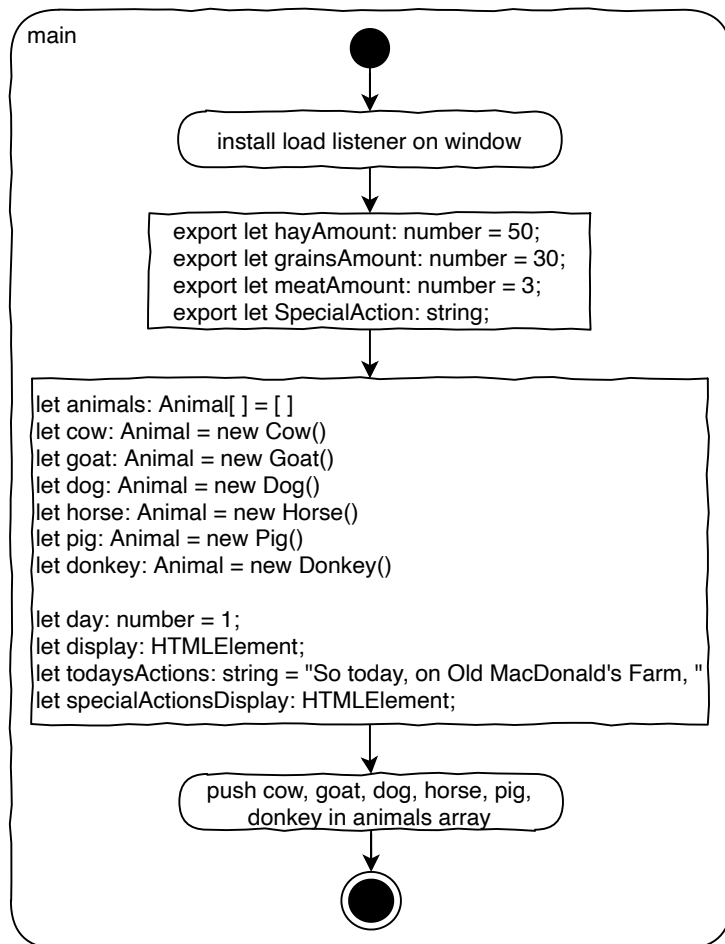 main
install load listener on window
export let hayAmount: number = 50;
export let grainsAmount: number = 30;
export let meatAmount: number = 3;
export let SpecialAction: string;
let animals: Animal[ ] = [ ]
let cow: Animal = new Cow()
let goat: Animal = new Goat()
let dog: Animal = new Dog()
let horse: Animal = new Horse()
let pig: Animal = new Pig()
let donkey: Animal = new Donkey()
let day: number = 1;
let display: HTMLElement;
let todaysActions: string = "So today, on Old MacDonald's Farm, "
let specialActionsDisplay: HTMLElement;
push cow, goat, dog, horse, pig,
donkey in animals array